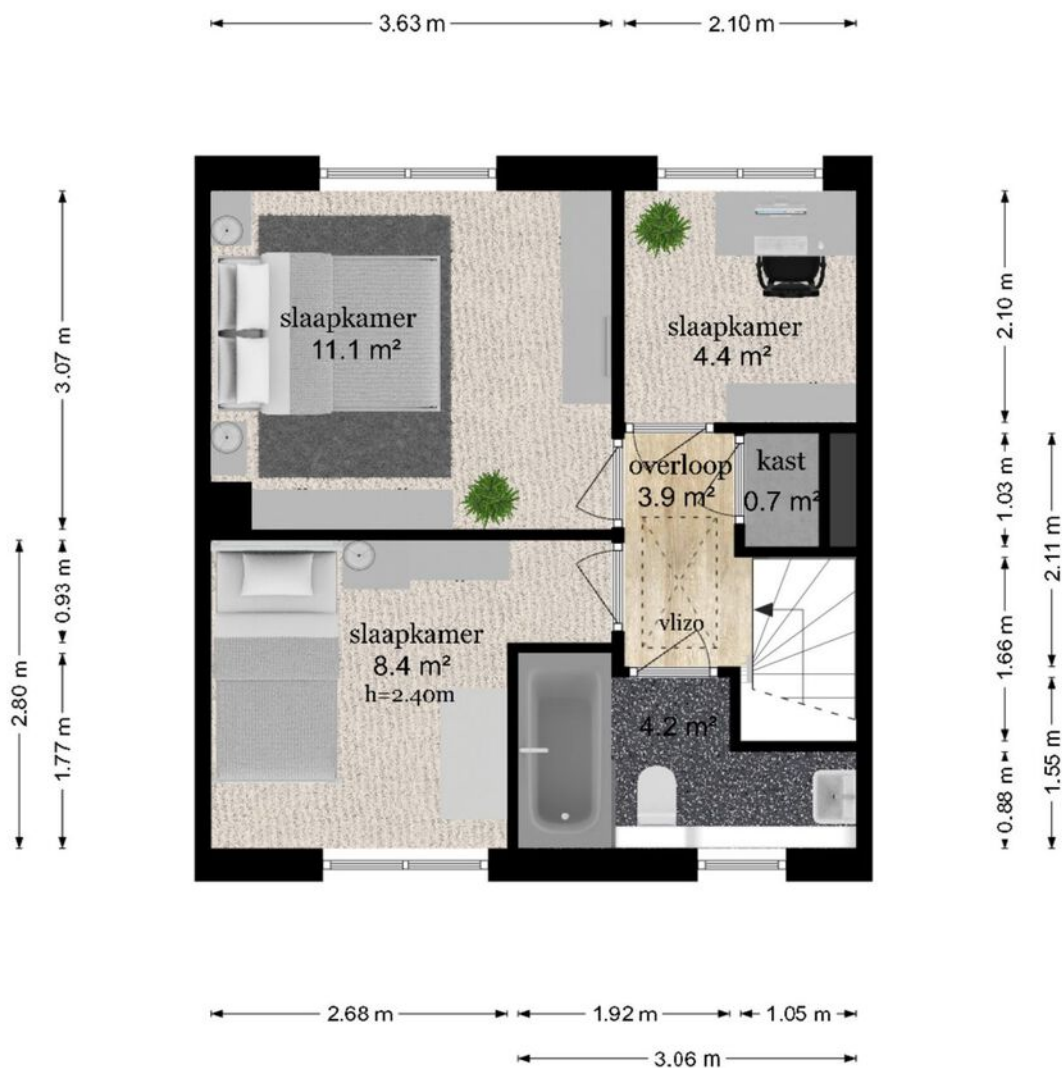 3.63 m
2.10 m
3.07 m
2.10 m
slaapkamer
11.1 m²
slaapkamer
4.4 m²
overloop
3.9 m²
kast
0.7 m²
1.03 m
2.11 m
0.93 m
2.80 m
1.77 m
slaapkamer
8.4 m²
h=2.40m
vlizo
4.2 m²
1.66 m
0.88 m
1.55 m
2.68 m
1.92 m
1.05 m
3.06 m